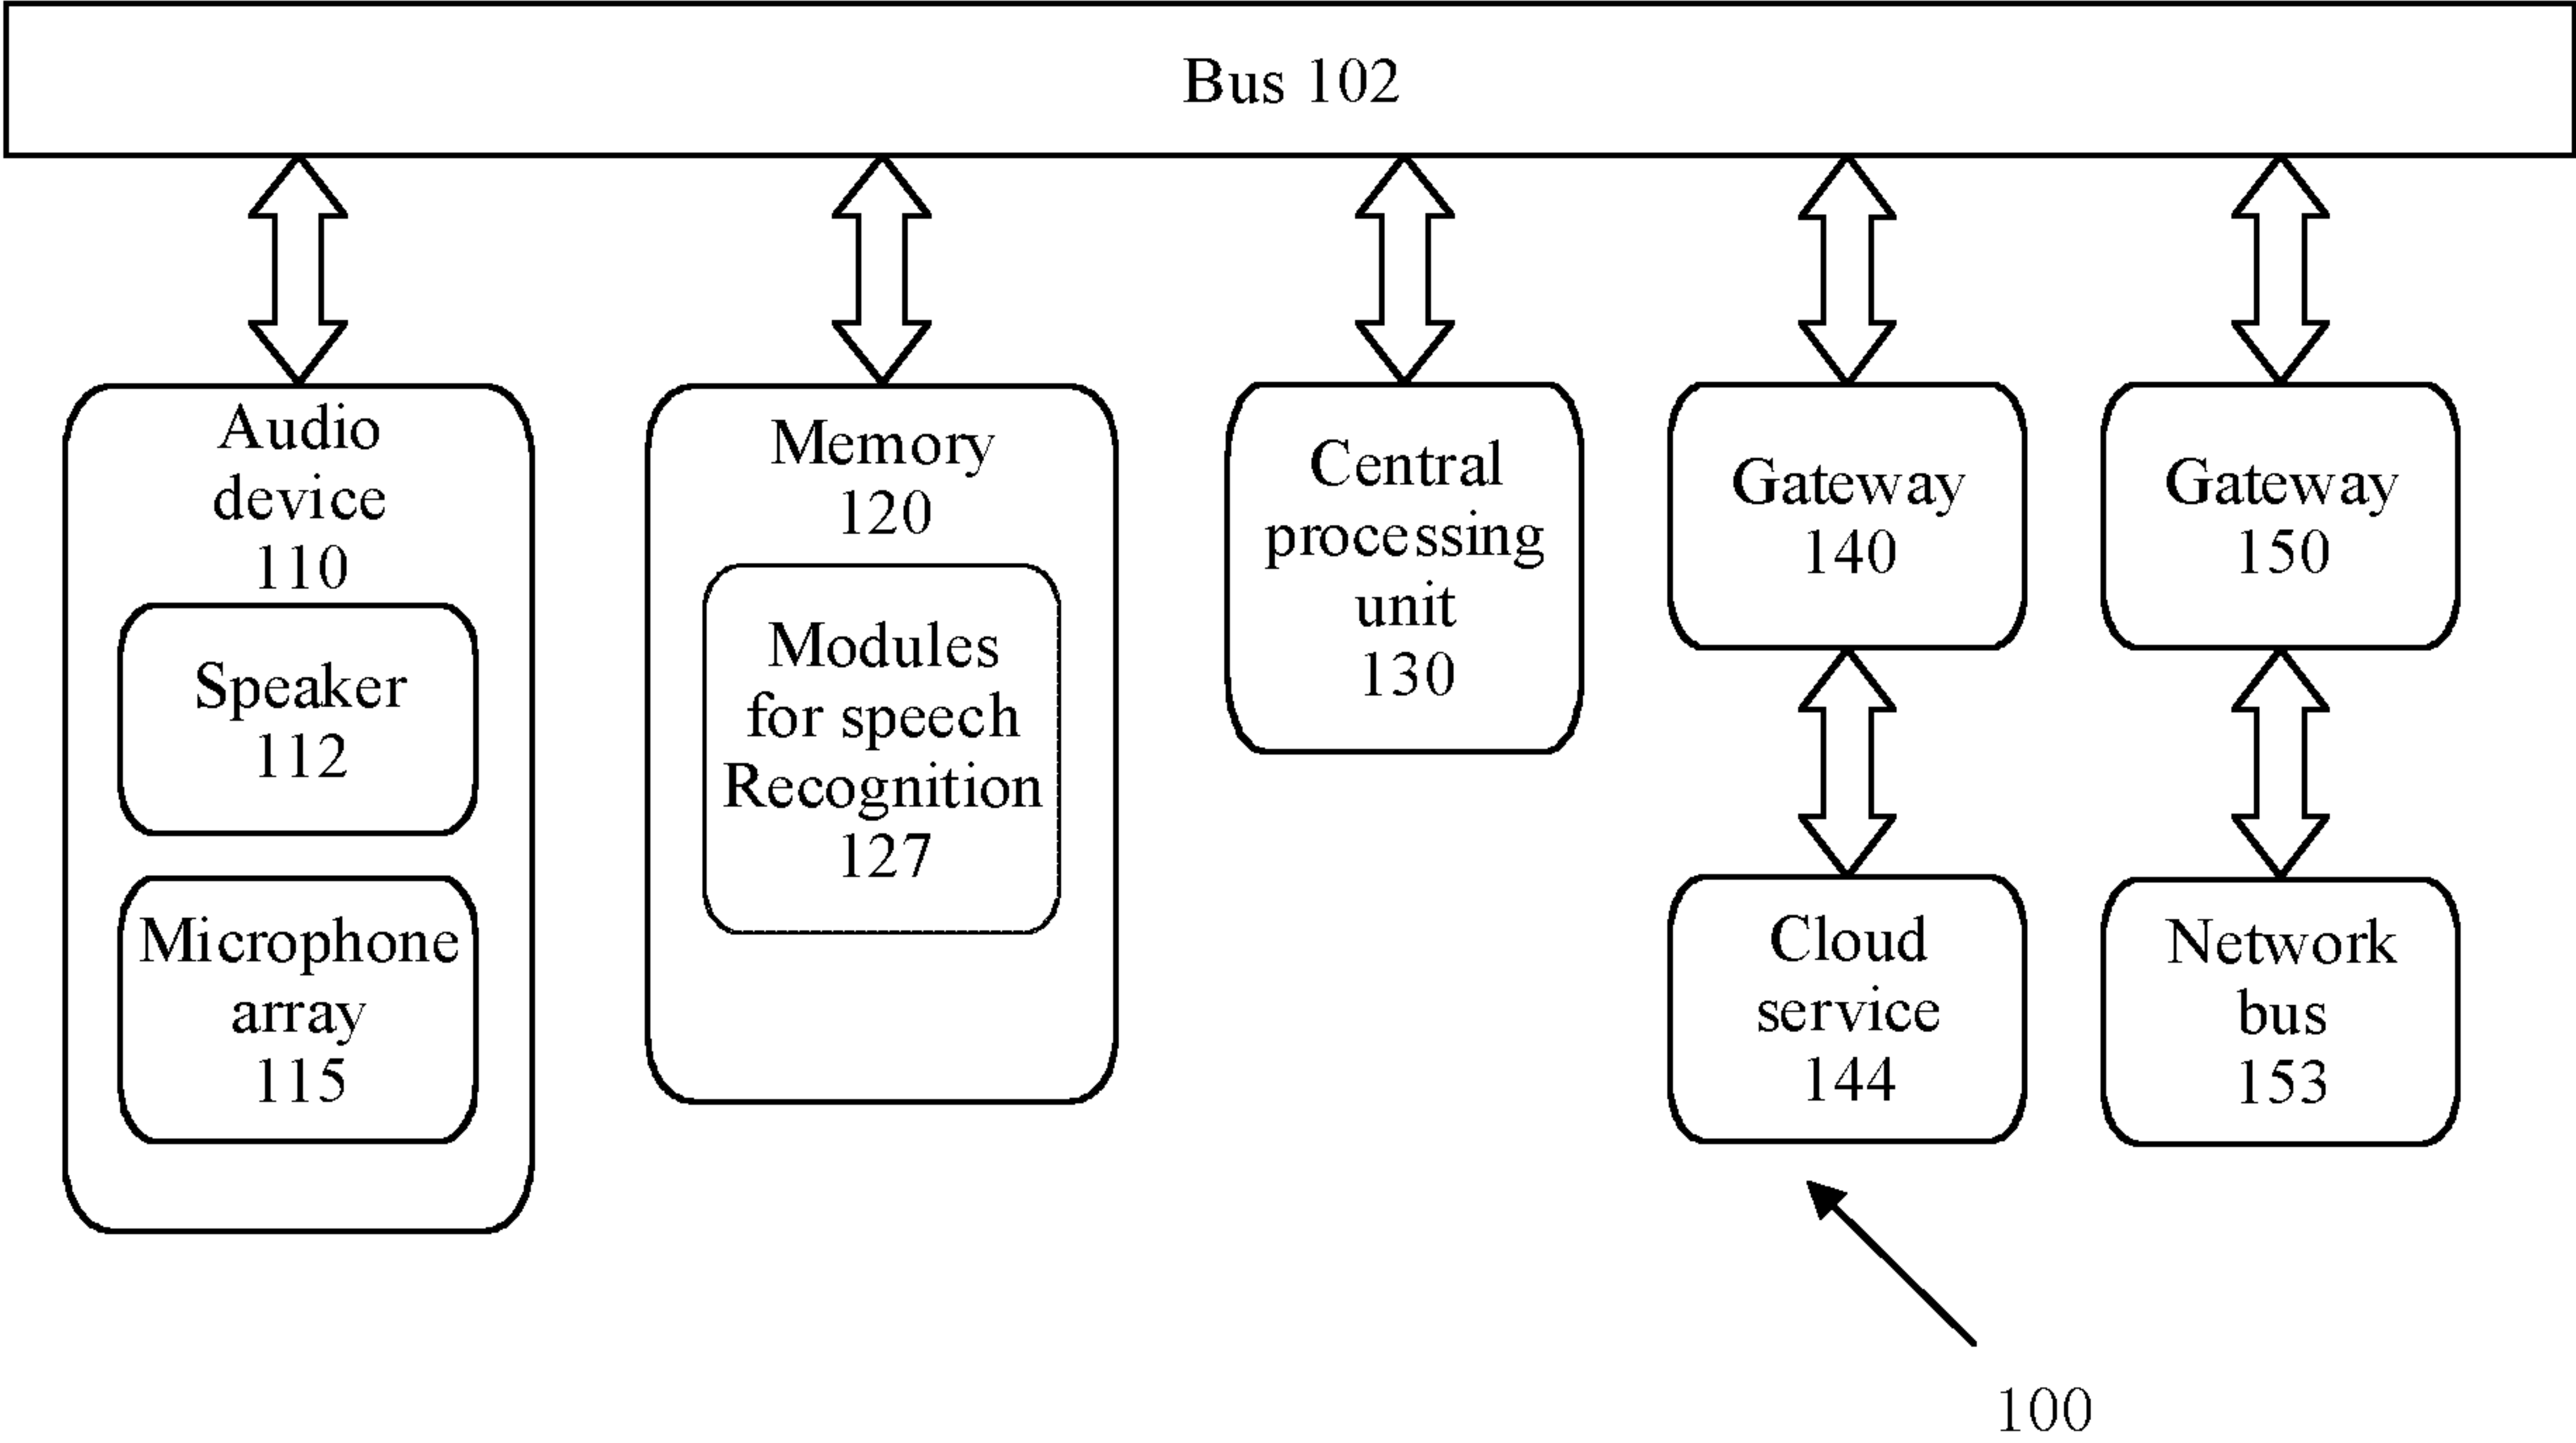 Bus 102
Audio
device
110
Speaker
112
Microphone
array
115
Memory
120
Modules
for speech
Recognition
127
Central
processing
unit
130
Gateway
140
Cloud
service
144
Gateway
150
Network
bus
153
100